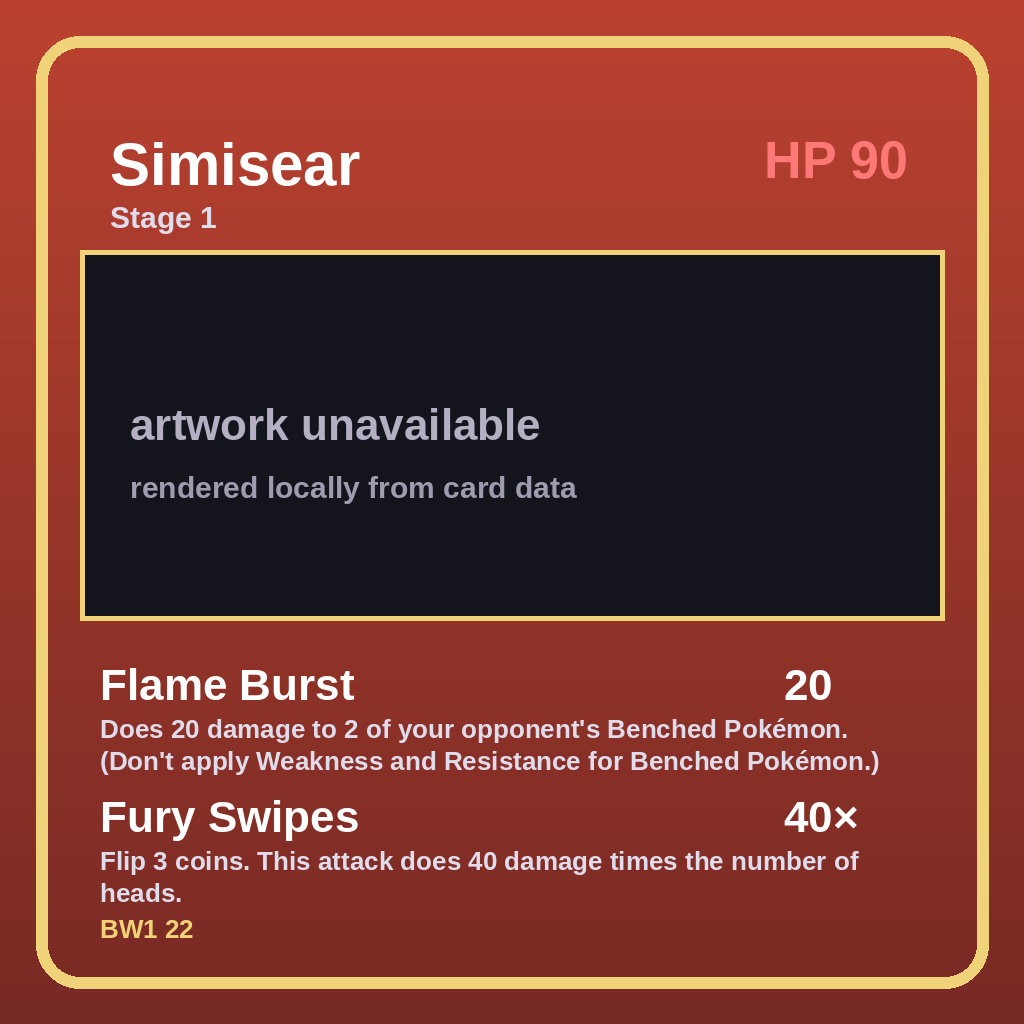 Simisear
HP 90
Stage 1
artwork unavailable
rendered locally from card data
Flame Burst
20
Does 20 damage to 2 of your opponent's Benched Pokémon.
(Don't apply Weakness and Resistance for Benched Pokémon.)
Fury Swipes
40×
Flip 3 coins. This attack does 40 damage times the number of
heads.
BW1 22